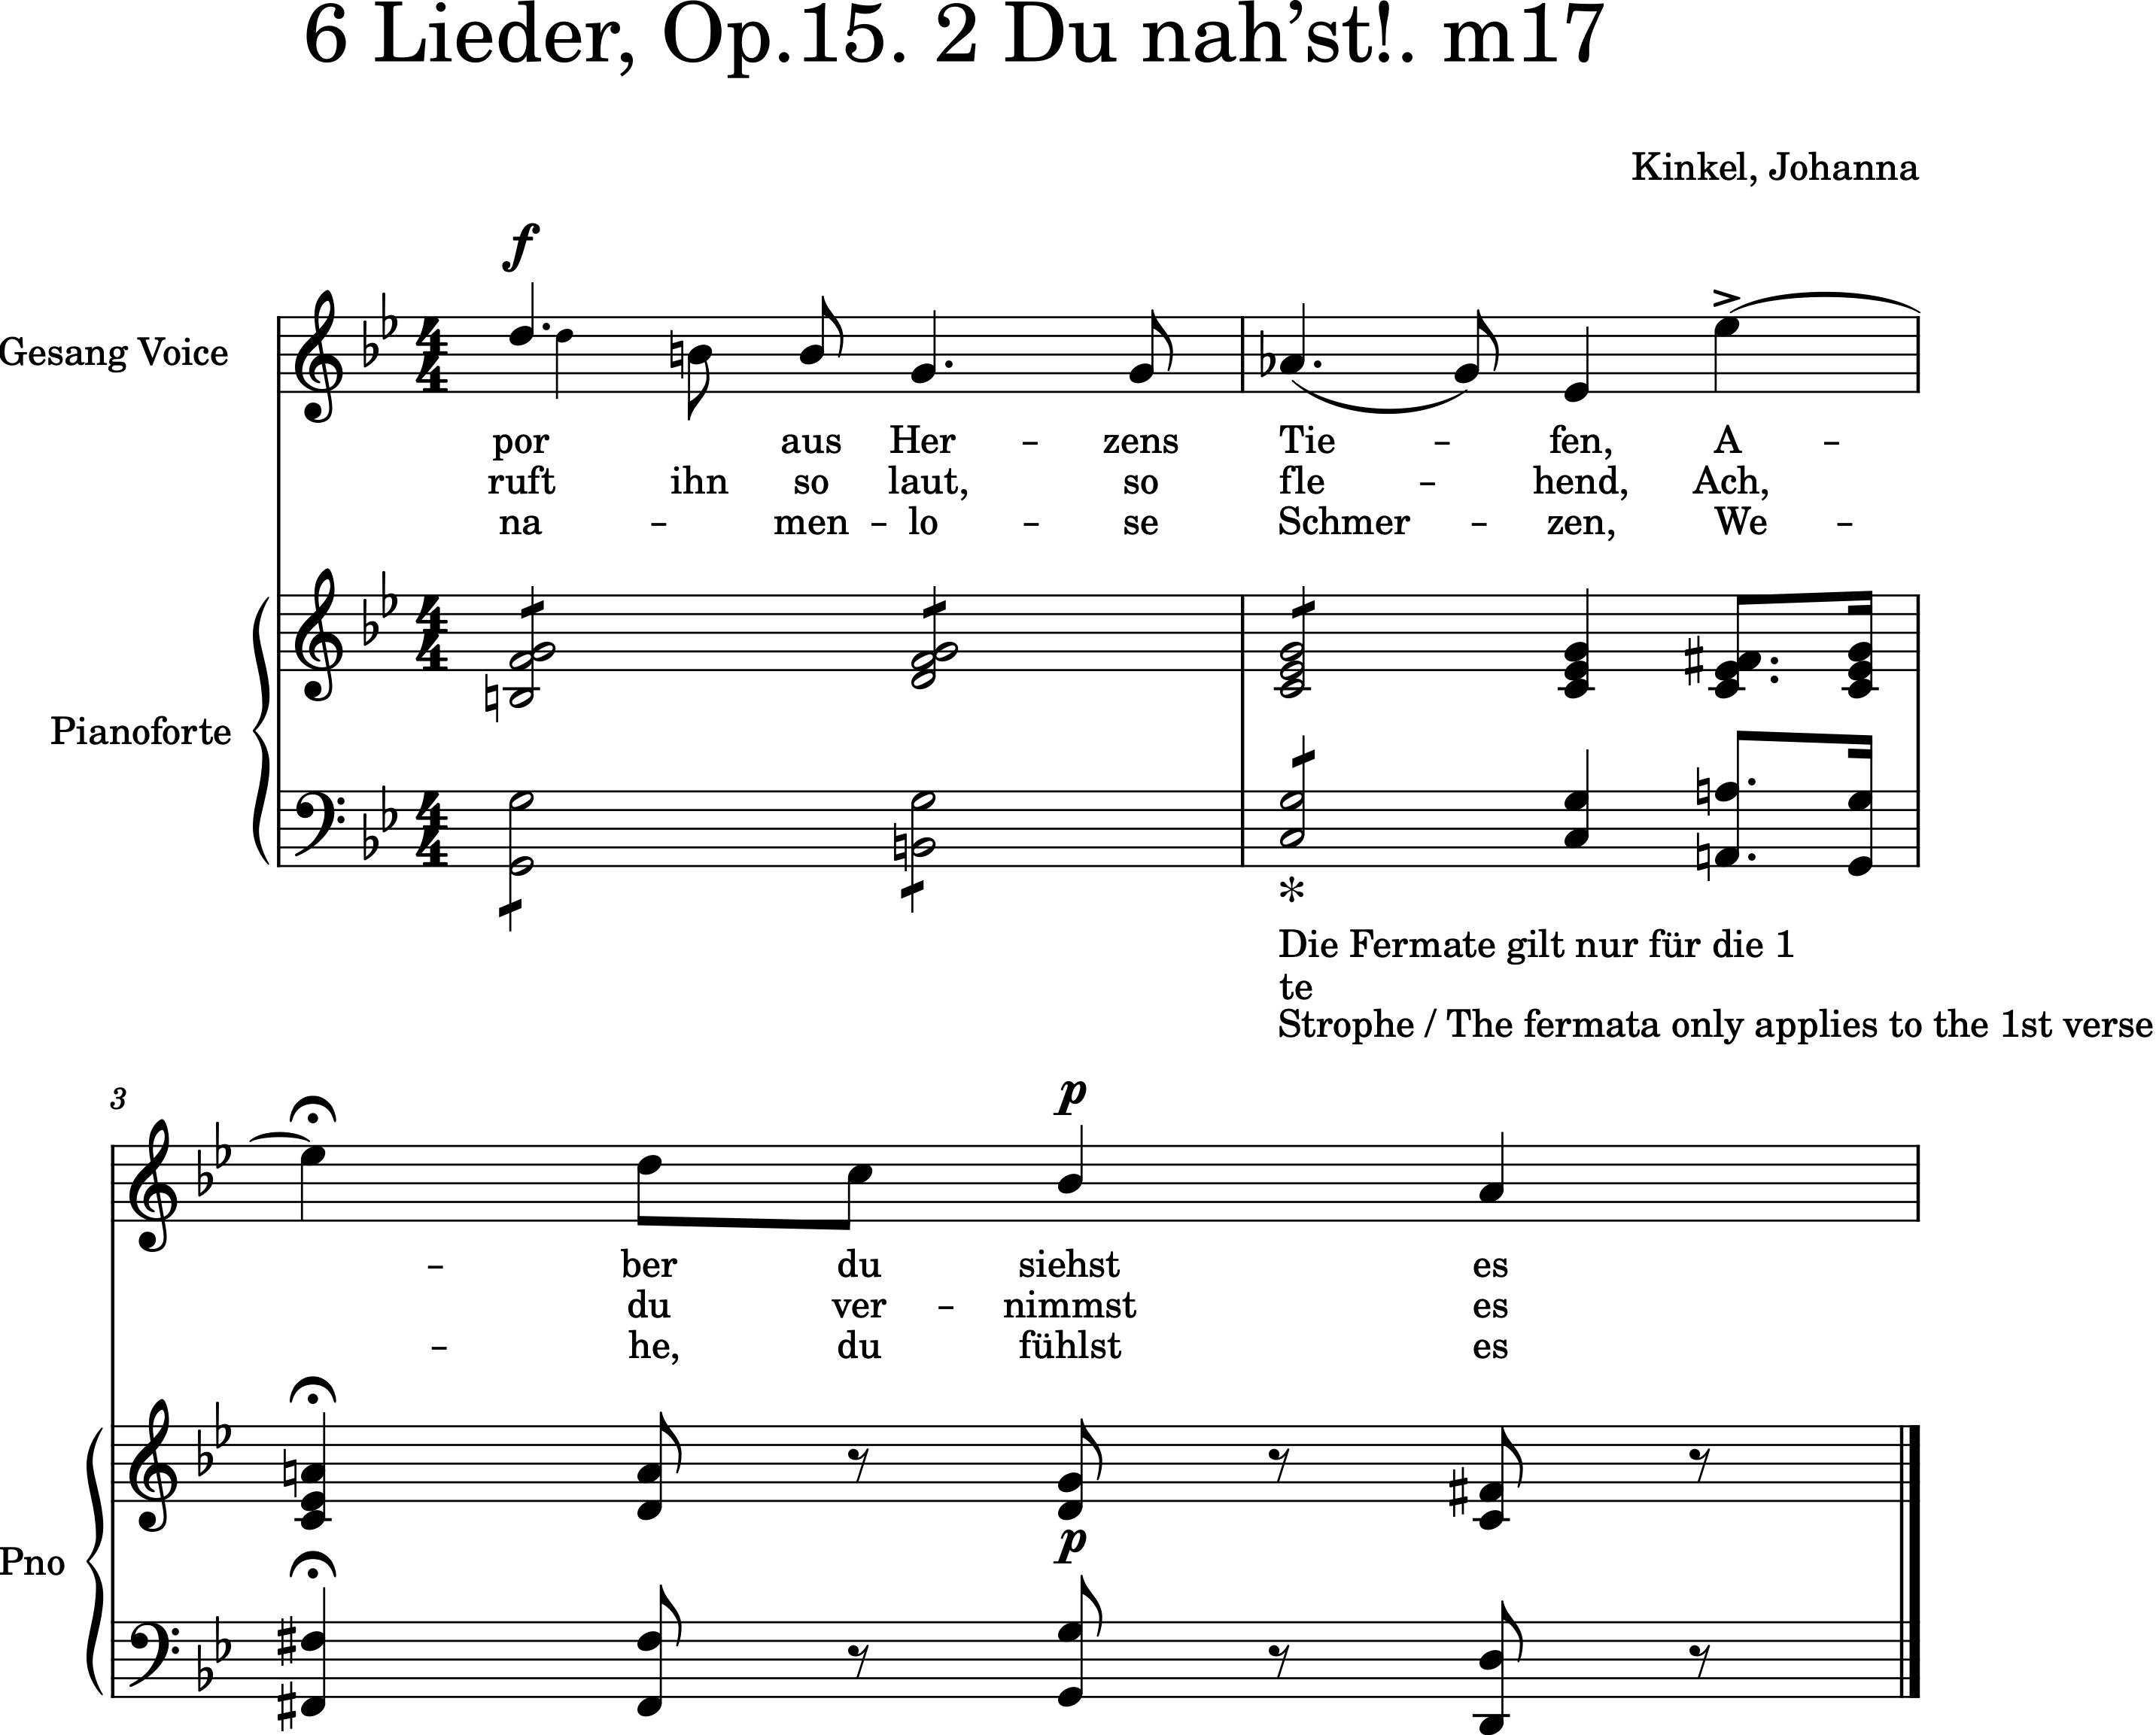 6 Lieder, Op.15. 2 Du nah’st!. m17
Kinkel, Johanna
f
Gesang Voice
por aus Her – zens Tie – fen, A –
ruft ihn so laut, so fle – hend, Ach,
na – men – lo – se Schmer – zen, We –
Pianoforte
Die Fermate gilt nur für die 1
te
Strophe / The fermata only applies to the 1st verse
3
p
– ber du siehst es
du ver – nimmst es
– he, du fühlst es
p
Pno